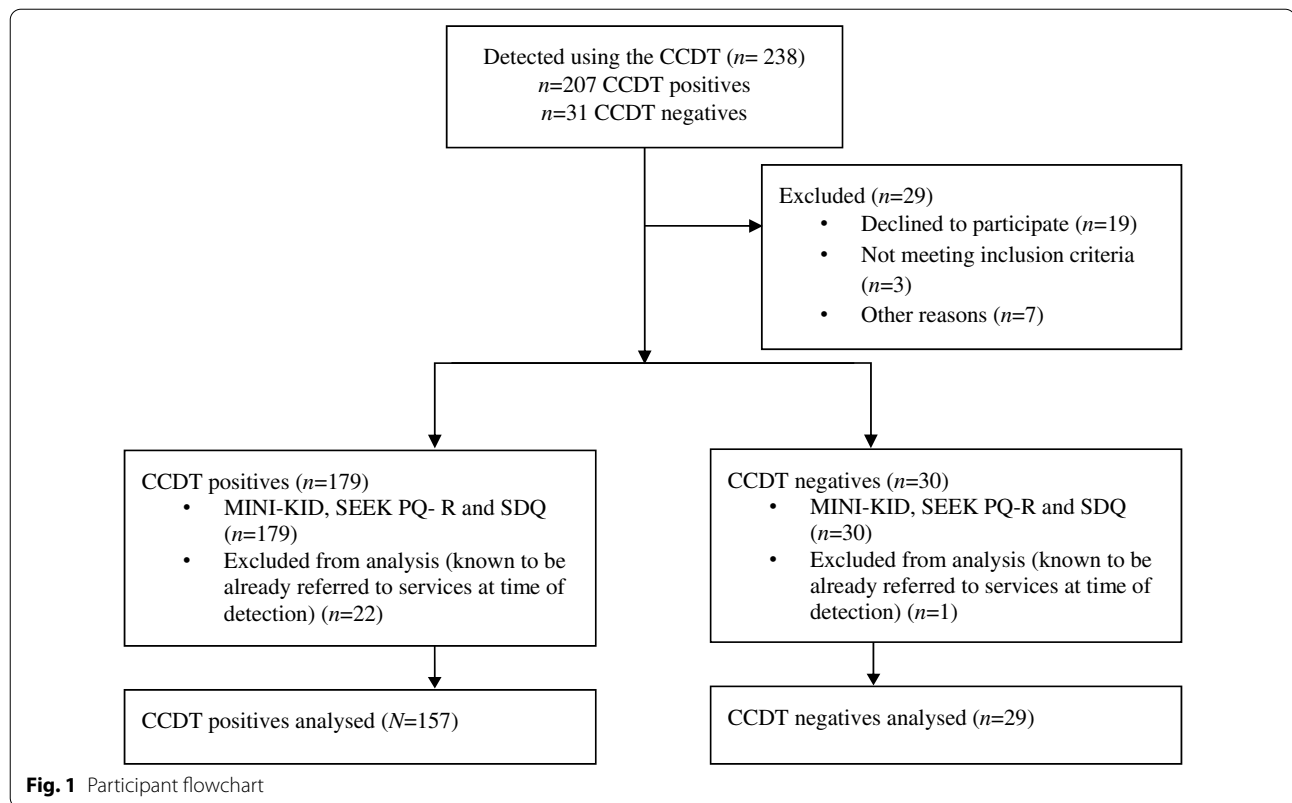 Detected using the CCDT (n= 238)
n=207 CCDT positives
n=31 CCDT negatives
Excluded (n=29)
• Declined to participate (n=19)
• Not meeting inclusion criteria
(n=3)
• Other reasons (n=7)
CCDT positives (n=179)
• MINI-KID, SEEK PQ- R and SDQ
(n=179)
• Excluded from analysis (known to be
already referred to services at time of
detection) (n=22)
CCDT negatives (n=30)
• MINI-KID, SEEK PQ-R and SDQ
(n=30)
• Excluded from analysis (known to be
already referred to services at time of
detection) (n=1)
CCDT positives analysed (N=157)
CCDT negatives analysed (n=29)
Fig. 1 Participant flowchart